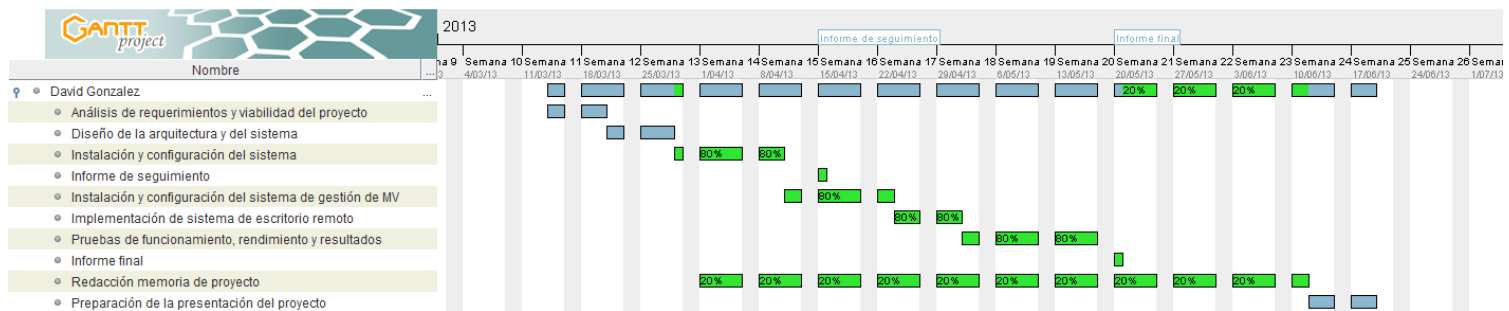 GANTT
project
2013
Informe de seguimiento
Informe final
Nombre
...
na 9 Semana 10 Semana 11 Semana 12 Semana 13 Semana 14 Semana 15 Semana 16 Semana 17 Semana 18 Semana 19 Semana 20 Semana 21 Semana 22 Semana 23 Semana 24 Semana 25 Semana 26 Seman
3 4/03/13 11/03/13 18/03/13 25/03/13 1/04/13 8/04/13 15/04/13 22/04/13 29/04/13 6/05/13 13/05/13 20/05/13 27/05/13 3/06/13 10/06/13 17/06/13 24/06/13 1/07/13
David Gonzalez ... 20% 20% 20%
Análisis de requerimientos y viabilidad del proyecto
Diseño de la arquitectura y del sistema
Instalación y configuración del sistema 80% 80%
Informe de seguimiento
Instalación y configuración del sistema de gestión de MV 80%
Implementación de sistema de escritorio remoto 80% 80%
Pruebas de funcionamiento, rendimiento y resultados 80% 80%
Informe final
Redacción memoria de proyecto 20% 20% 20% 20% 20% 20% 20% 20% 20% 20%
Preparación de la presentación del proyecto